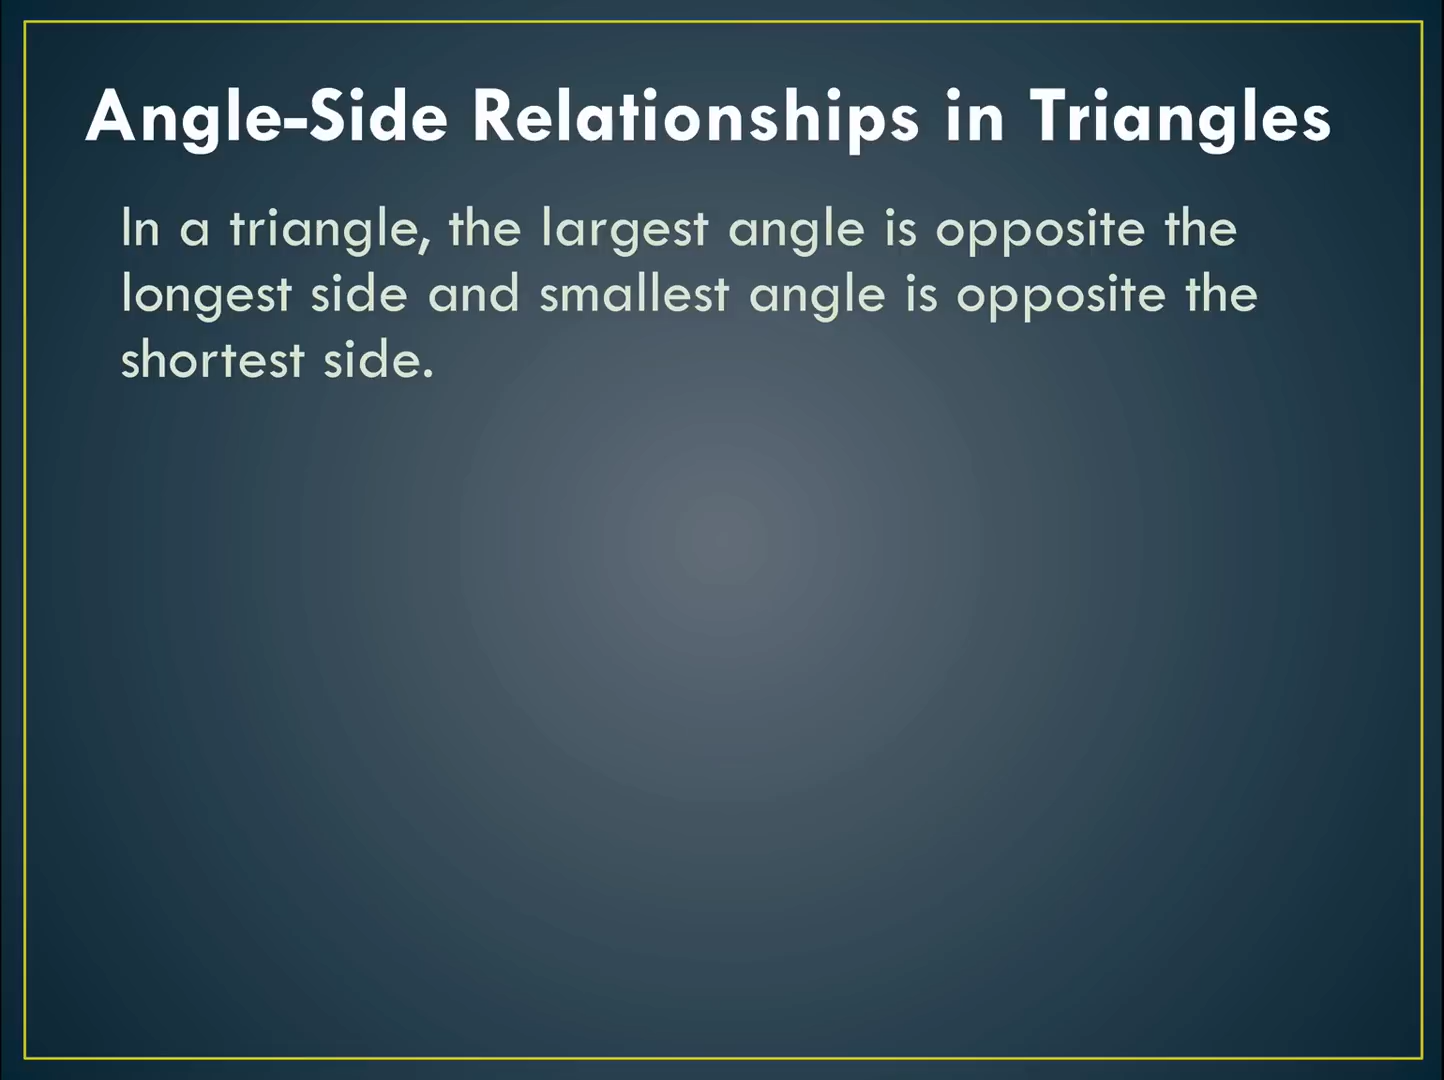 Angle-Side Relationships in Triangles
In a triangle, the largest angle is opposite the
longest side and smallest angle is opposite the
shortest side.